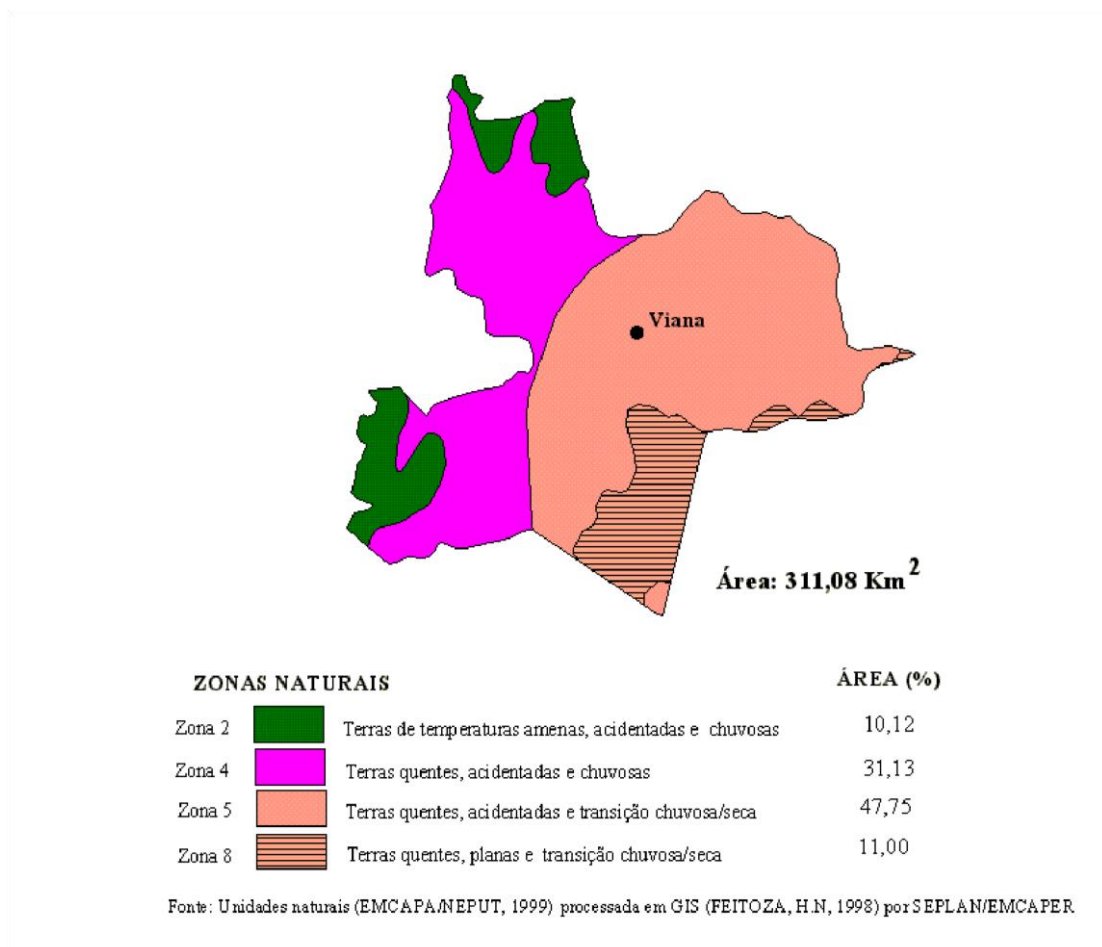 Viana
Área: 311,08 Km²
ZONAS NATURAIS
ÁREA (%)
Zona 2 Terras de temperaturas amenas, acidentadas e chuvosas 10,12
Zona 4 Terras quentes, acidentadas e chuvosas 31,13
Zona 5 Terras quentes, acidentadas e transição chuvosa/seca 47,75
Zona 8 Terras quentes, planas e transição chuvosa/seca 11,00
Fonte: Unidades naturais (EMCAPA/NEPUT, 1999) processada em GIS (FEITOZA, H.N, 1998) por SEPLAN/EMCAPER